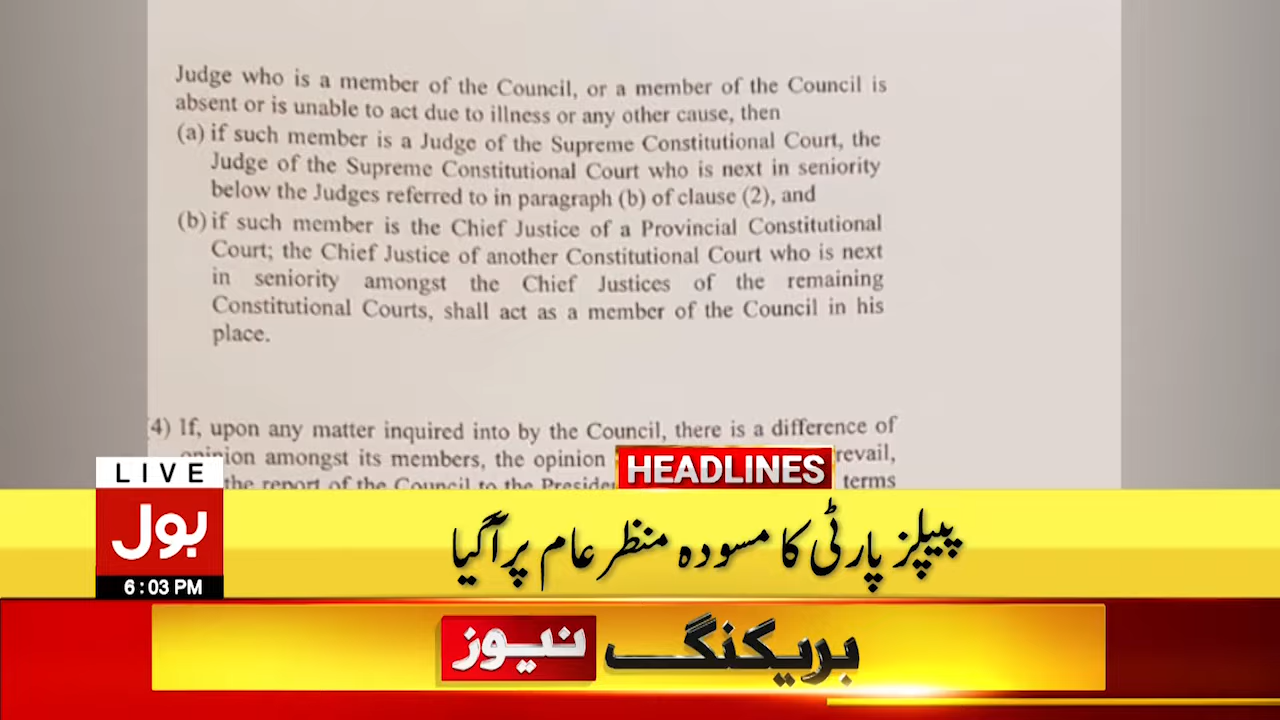 Judge who is a member of the Council, or a member of the Council is
absent or is unable to act due to illness or any other cause, then
(a) if such member is a Judge of the Supreme Constitutional Court, the
Judge of the Supreme Constitutional Court who is next in seniority
below the Judges referred to in paragraph (b) of clause (2), and
(b) if such member is the Chief Justice of a Provincial Constitutional
Court; the Chief Justice of another Constitutional Court who is next
in seniority amongst the Chief Justices of the remaining
Constitutional Courts, shall act as a member of the Council in his
place.
4) If, upon any matter inquired into by the Council, there is a difference of
opinion amongst its members, the opinion revail,
the report of the Council to the Preside terms
HEADLINES
LIVE
بول
6:03 PM
پیپلز پارٹی کا مسودہ منظر عام پر آگیا
بریکنگ نیوز